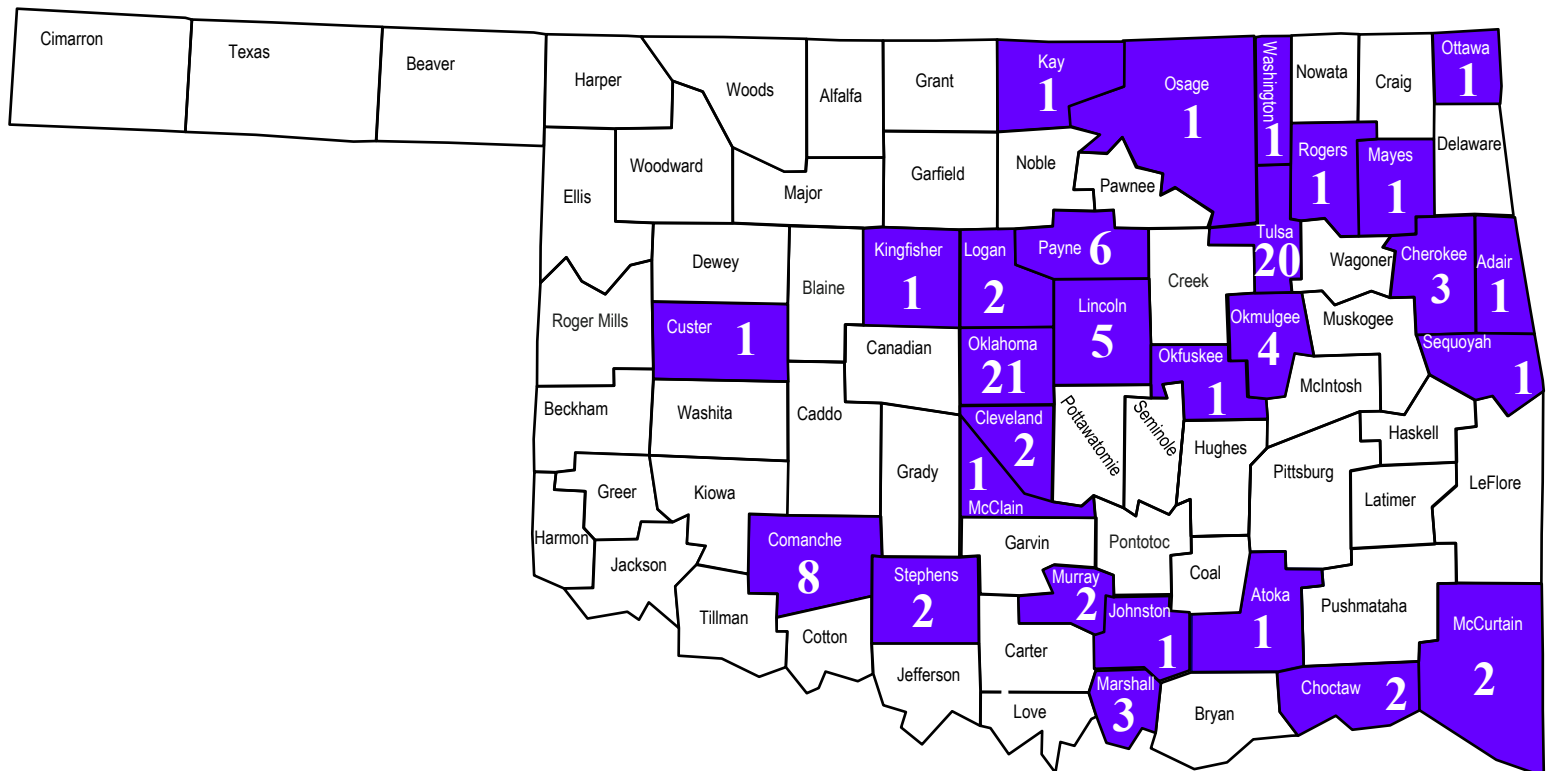 Cimarron
Texas
Beaver
Harper
Woods
Alfalfa
Grant
Kay
1
Osage
1
Washington
1
Nowata
Craig
Ottawa
1
Ellis
Woodward
Major
Garfield
Noble
Pawnee
Rogers
1
Mayes
1
Delaware
Roger Mills
Dewey
Custer
1
Blaine
Kingfisher
1
Logan
2
Payne
6
Lincoln
5
Creek
Tulsa
20
Wagoner
Cherokee
3
Adair
1
Canadian
Oklahoma
21
Okfuskee
1
Okmulgee
4
Muskogee
McIntosh
Sequoyah
1
Beckham
Washita
Caddo
Grady
Cleveland
2
1
McClain
Pottawatomie
Seminole
Hughes
Pittsburg
Haskell
Latimer
LeFlore
Harmon
Greer
Kiowa
Jackson
Comanche
8
Stephens
2
Garvin
Pontotoc
Coal
Murray
2
Johnston
1
Atoka
1
Pushmataha
McCurtain
2
Tillman
Cotton
Jefferson
Carter
Love
Marshall
3
Bryan
Choctaw
2